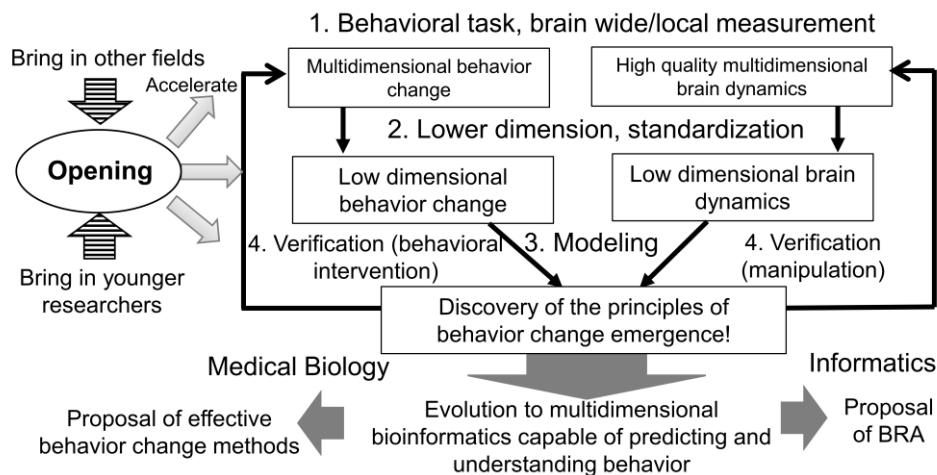 1. Behavioral task, brain wide/local measurement
Bring in other fields
Accelerate
Opening
Bring in younger
researchers
Multidimensional behavior
change
High quality multidimensional
brain dynamics
2. Lower dimension, standardization
Low dimensional
behavior change
Low dimensional brain
dynamics
4. Verification (behavioral
intervention)
3. Modeling
4. Verification
(manipulation)
Discovery of the principles of
behavior change emergence!
Medical Biology
Informatics
Proposal of effective
behavior change methods
Evolution to multidimensional
bioinformatics capable of predicting and
understanding behavior
Proposal
of BRA